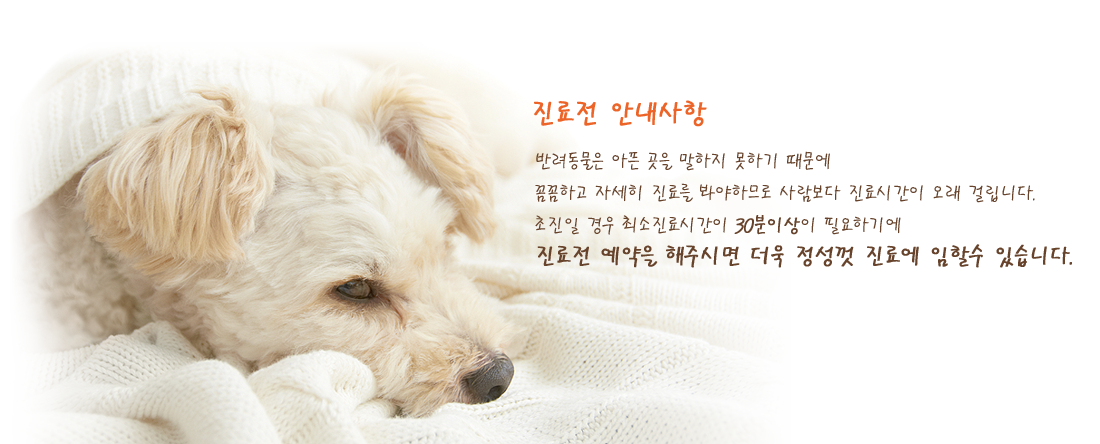 진료전 안내사항
반려동물은 아픈 곳을 말하지 못하기 때문에
꼼꼼하고 자세히 진료를 봐야하므로 사람보다 진료시간이 오래 걸립니다.
초진일 경우 최소진료시간이 30분이상이 필요하기에
진료전 예약을 해주시면 더욱 정성껏 진료에 임할수 있습니다.